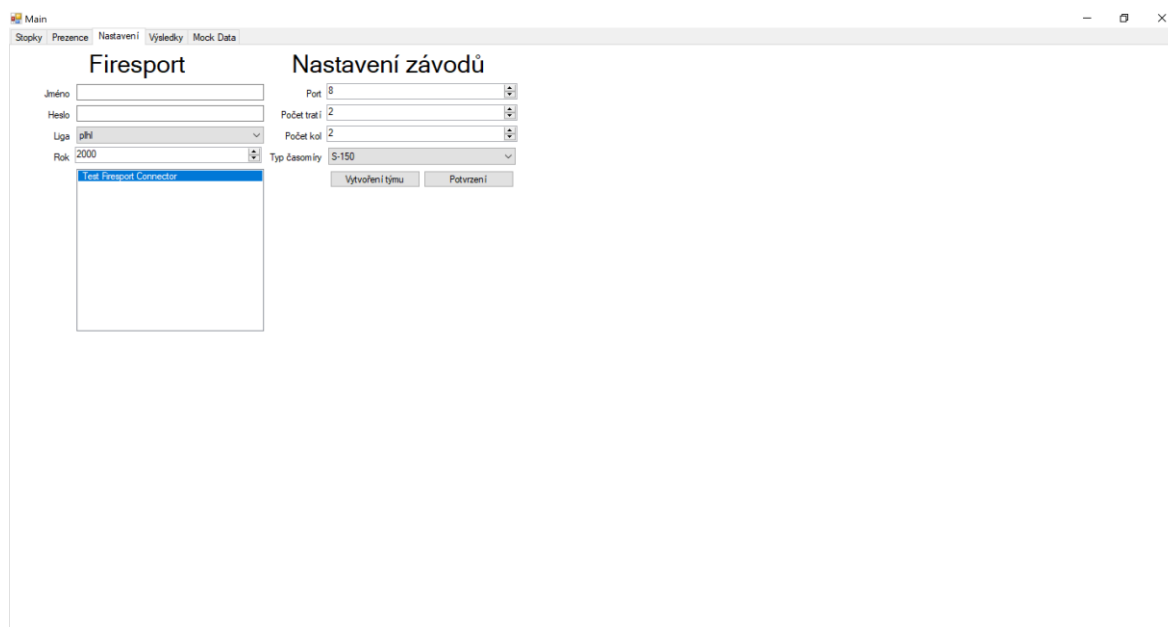 Main
Stopky Prezence Nastavení Výsledky Mock Data
Firesport
Jméno
Heslo
Liga plhl
Rok 2000
Test Firesport Connector
Nastavení závodů
Port 8
Počet tratí 2
Počet kol 2
Typ časomíry S-150
Vytvoření týmu Potvrzení